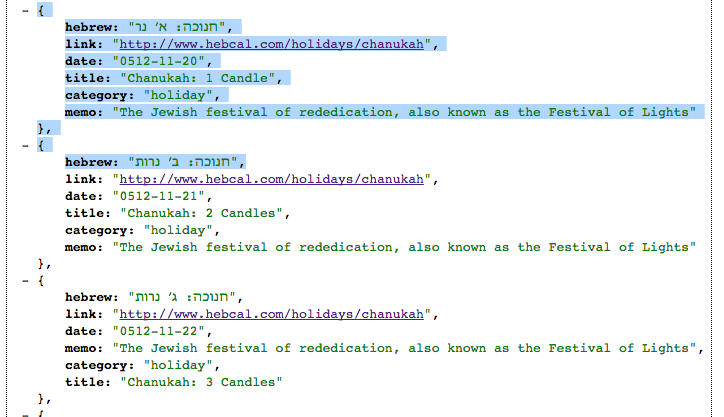 - {
hebrew: "חנוכה: א׳ נר",
link: "http://www.hebcal.com/holidays/chanukah",
date: "0512-11-20",
title: "Chanukah: 1 Candle",
category: "holiday",
memo: "The Jewish festival of rededication, also known as the Festival of Lights"
},
- {
hebrew: "חנוכה: ב׳ נרות",
link: "http://www.hebcal.com/holidays/chanukah",
date: "0512-11-21",
title: "Chanukah: 2 Candles",
category: "holiday",
memo: "The Jewish festival of rededication, also known as the Festival of Lights"
},
- {
hebrew: "חנוכה: ג׳ נרות",
link: "http://www.hebcal.com/holidays/chanukah",
date: "0512-11-22",
memo: "The Jewish festival of rededication, also known as the Festival of Lights",
category: "holiday",
title: "Chanukah: 3 Candles"
},
- {